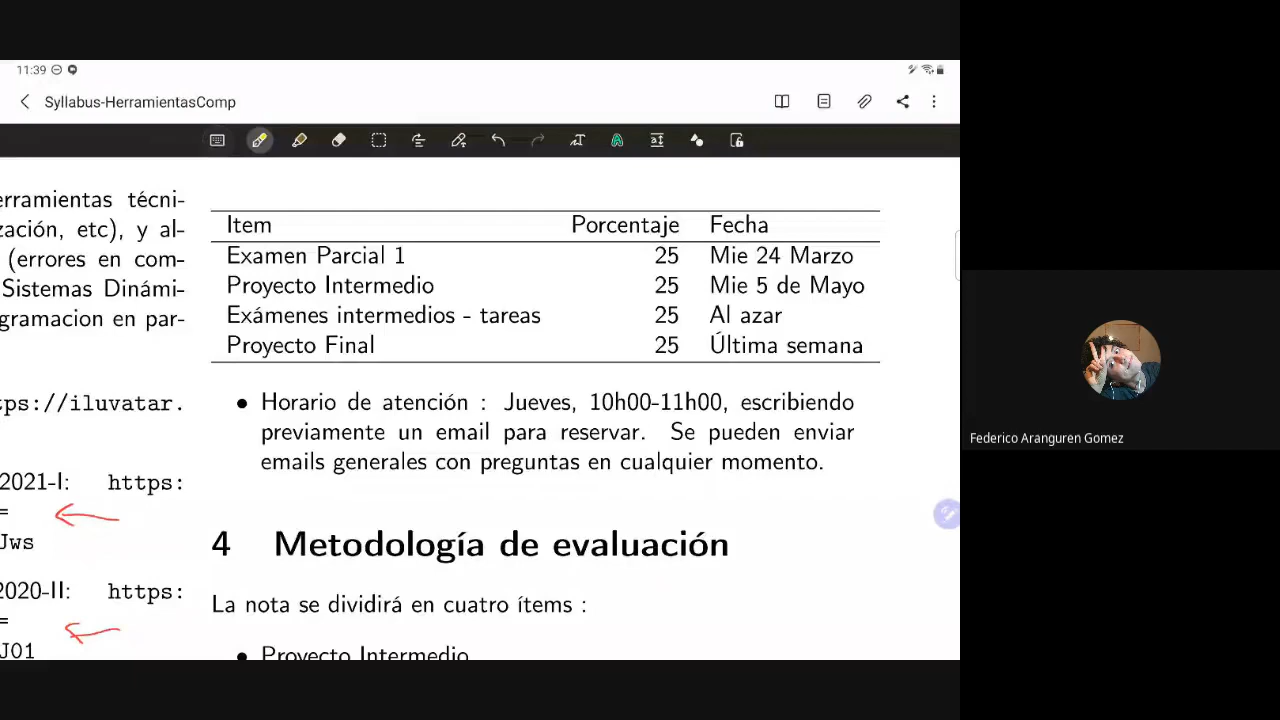 11:39
Syllabus-HerramientasComp
erramientas técni-
zación, etc), y al-
(errores en com-
Sistemas Dinámi-
gramacion en par-
tps://iluvatar.
2021-I: https:
=
Jws
2020-II: https:
=
J01
Item Porcentaje Fecha
Examen Parcial 1 25 Mie 24 Marzo
Proyecto Intermedio 25 Mie 5 de Mayo
Exámenes intermedios - tareas 25 Al azar
Proyecto Final 25 Última semana
• Horario de atención : Jueves, 10h00-11h00, escribiendo
previamente un email para reservar. Se pueden enviar
emails generales con preguntas en cualquier momento.
4 Metodología de evaluación
La nota se dividirá en cuatro ítems :
• Proyecto Intermedio
Federico Aranguren Gomez